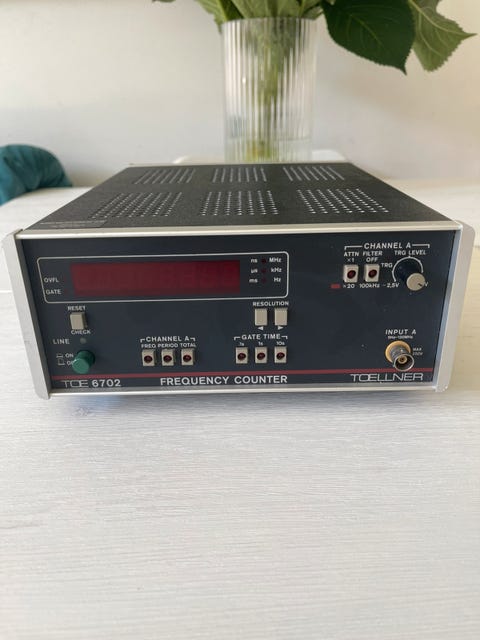 CHANNEL A
ATTN FILTER TRG LEVEL
×1 OFF
TRG
×20 100kHz -2,5V
ns MHz
µs kHz
ms Hz
OVFL
GATE
RESET
CHECK
RESOLUTION
LINE
ON
CHANNEL A
FREQ PERIOD TOTAL
GATE TIME
.1s 1s 10s
INPUT A
MAX
TOE 6702 FREQUENCY COUNTER TOELLNER